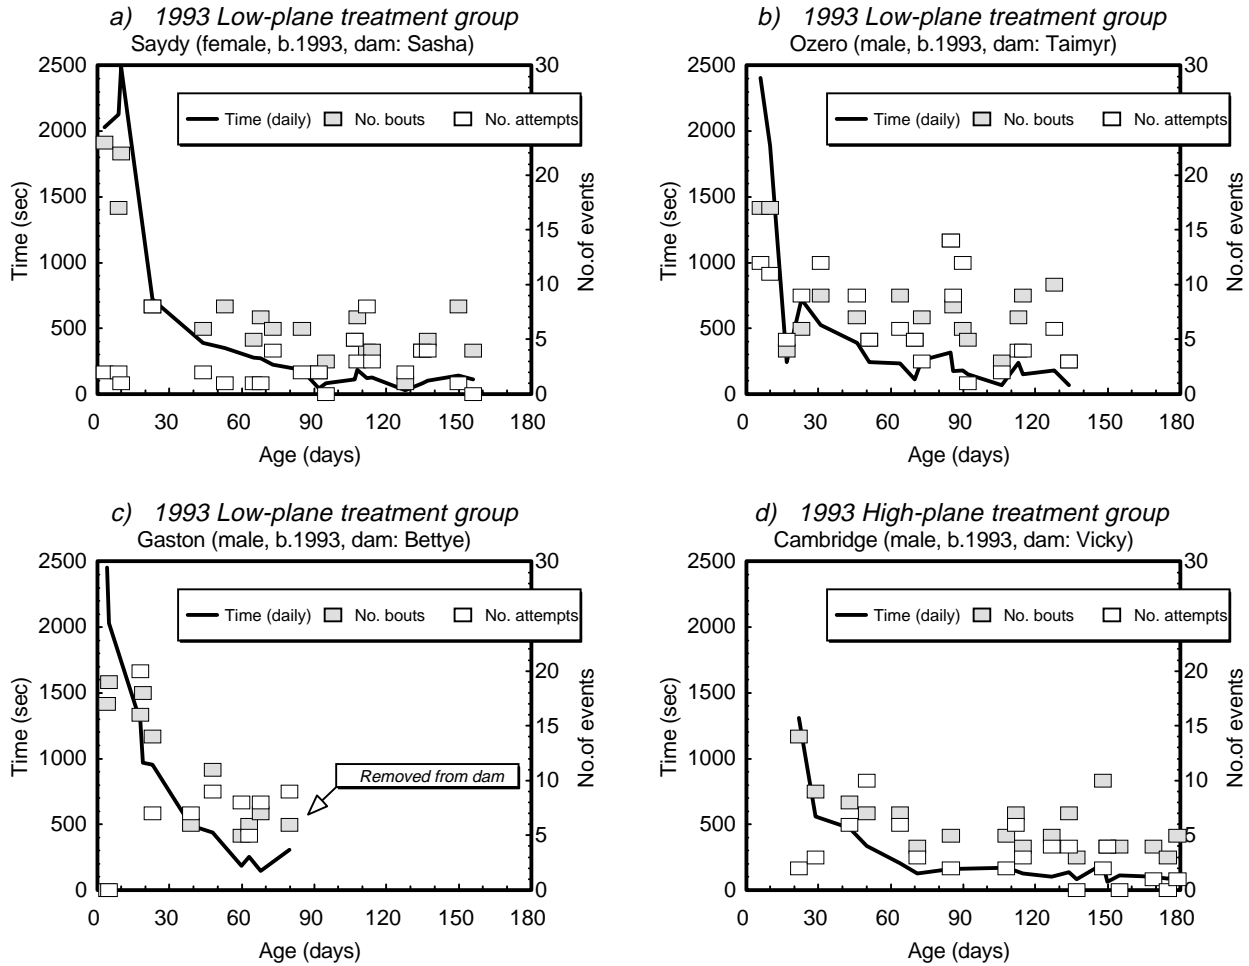 a) 1993 Low-plane treatment group
Saydy (female, b.1993, dam: Sasha)
2500
2000
1500
1000
500
0
Time (sec)
30
20
15
10
5
0
No.of events
Time (daily) No. bouts No. attempts
0 30 60 90 120 150 180
Age (days)
b) 1993 Low-plane treatment group
Ozero (male, b.1993, dam: Taimyr)
2500
2000
1500
1000
500
0
Time (sec)
30
20
15
10
5
0
No.of events
Time (daily) No. bouts No. attempts
0 30 60 90 120 150 180
Age (days)
c) 1993 Low-plane treatment group
Gaston (male, b.1993, dam: Bettye)
2500
2000
1500
1000
500
0
Time (sec)
30
20
15
10
5
0
No.of events
Time (daily) No. bouts No. attempts
Removed from dam
0 30 60 90 120 150 180
Age (days)
d) 1993 High-plane treatment group
Cambridge (male, b.1993, dam: Vicky)
2500
2000
1500
1000
500
0
Time (sec)
30
20
15
10
5
0
No.of events
Time (daily) No. bouts No. attempts
0 30 60 90 120 150 180
Age (days)